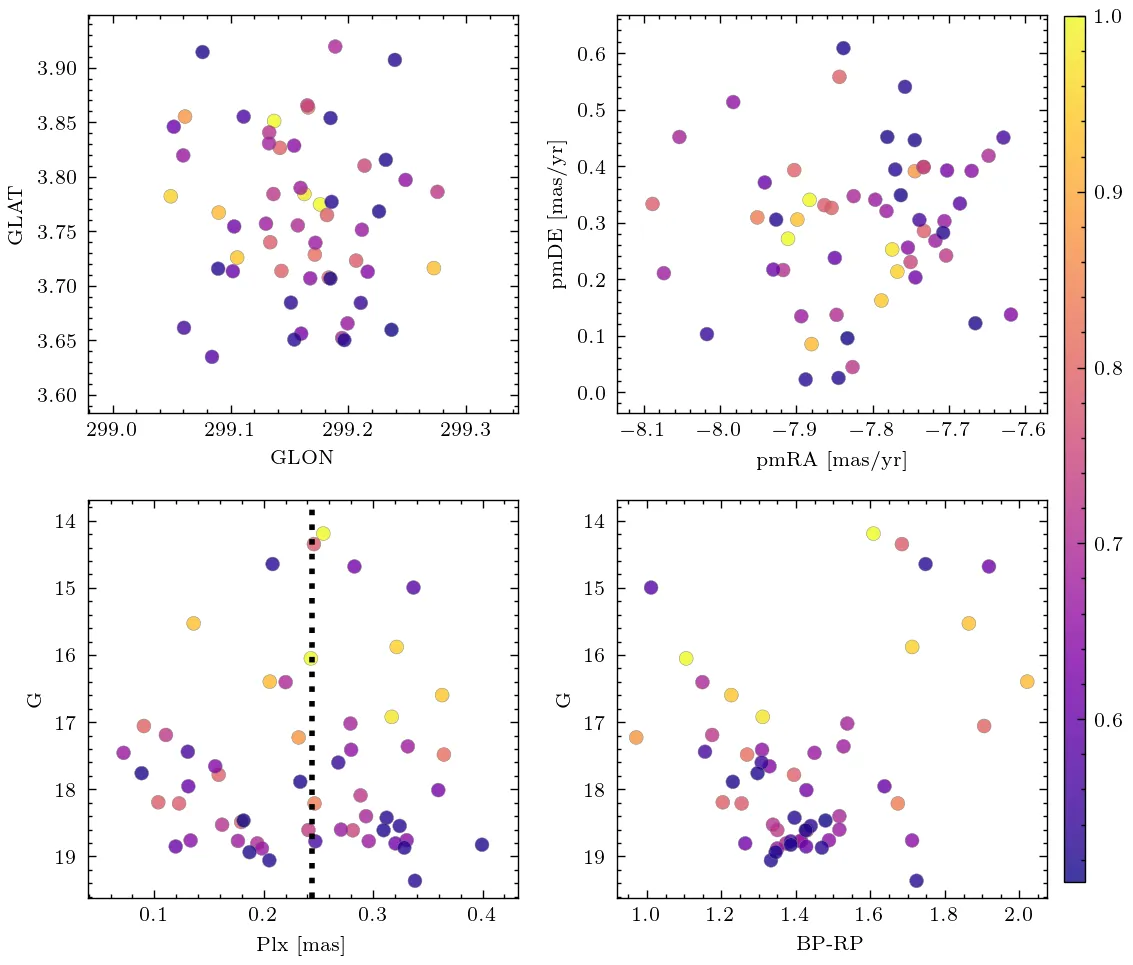 3.90
3.85
3.80
3.75
3.70
3.65
3.60
GLAT
299.0 299.1 299.2 299.3
GLON
0.6
0.5
0.4
0.3
0.2
0.1
0.0
pmDE [mas/yr]
−8.1 −8.0 −7.9 −7.8 −7.7 −7.6
pmRA [mas/yr]
1.0
0.9
0.8
0.7
0.6
14
15
16
17
18
19
G
0.1 0.2 0.3 0.4
Plx [mas]
14
15
16
17
18
19
G
1.0 1.2 1.4 1.6 1.8 2.0
BP-RP